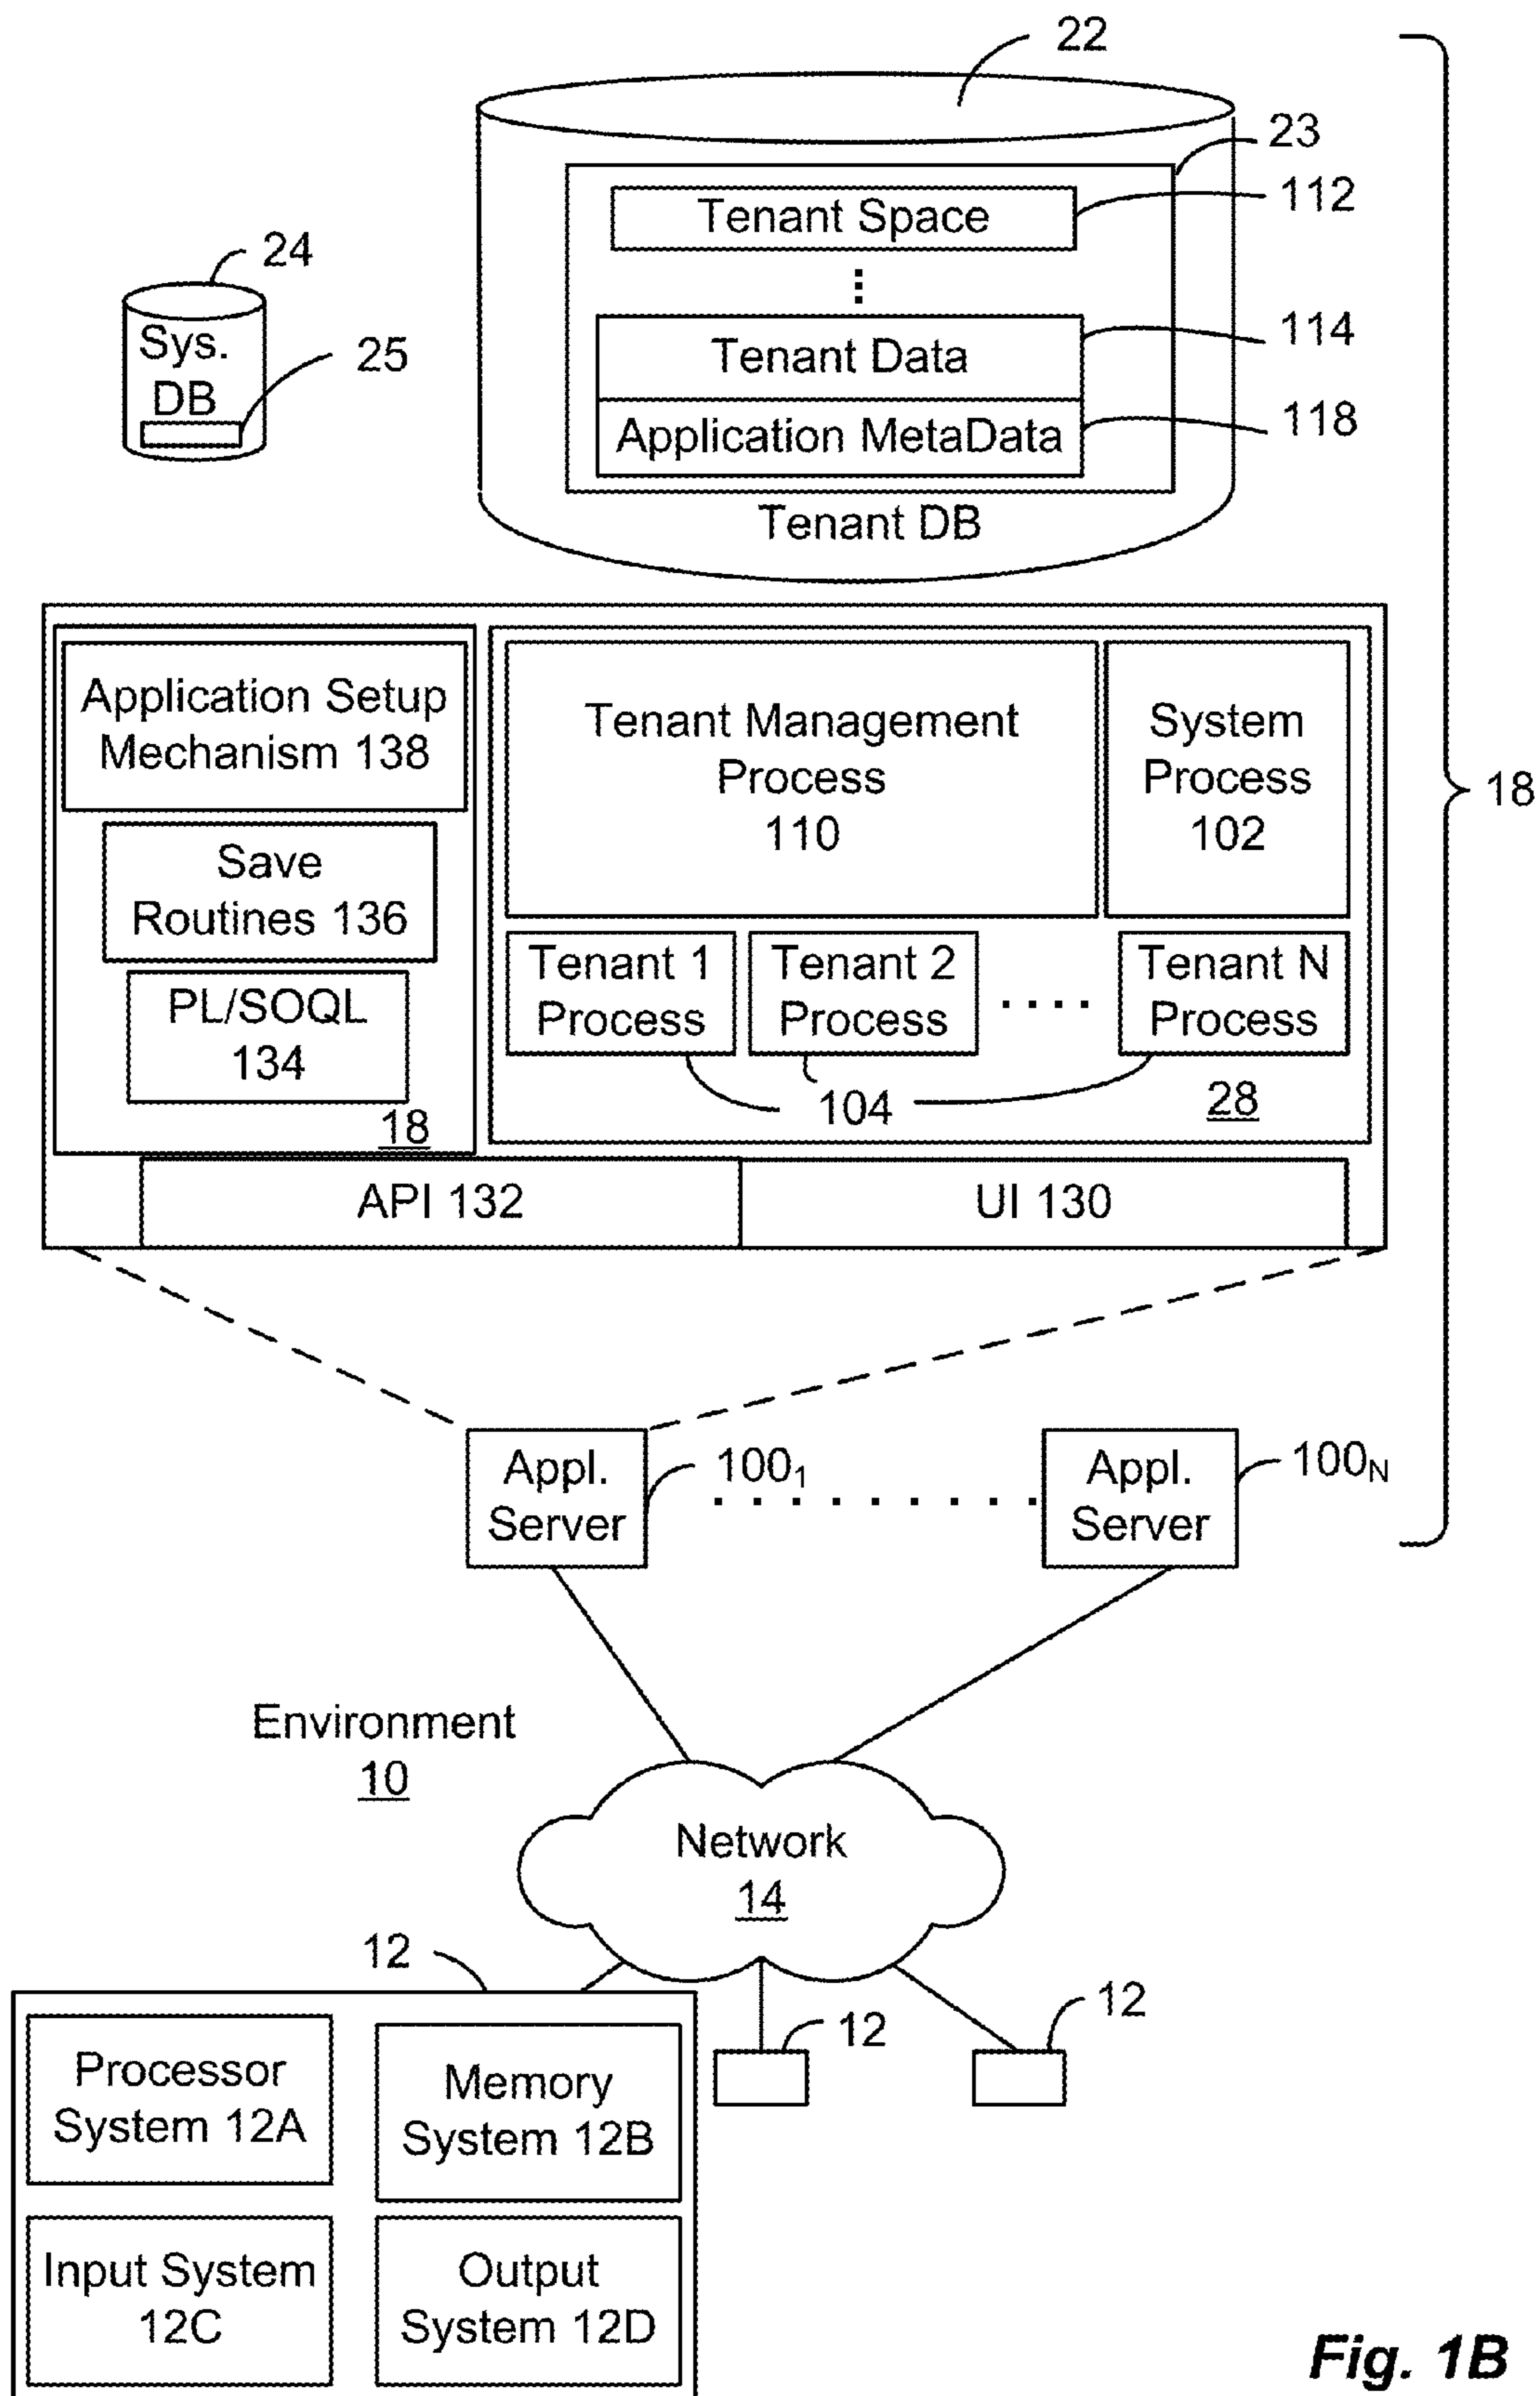 22
23
Tenant Space
112
24
Sys.
DB
25
Tenant Data
114
Application MetaData
118
Tenant DB
Application Setup
Mechanism 138
Save
Routines 136
PL/SOQL
134
18
Tenant Management
Process
110
System
Process
102
18
Tenant 1
Process
Tenant 2
Process
Tenant N
Process
104
28
API 132
UI 130
Appl.
Server
100₁
Appl.
Server
100N
Environment
10
Network
14
12
12
12
Processor
System 12A
Memory
System 12B
Input System
12C
Output
System 12D
Fig. 1B